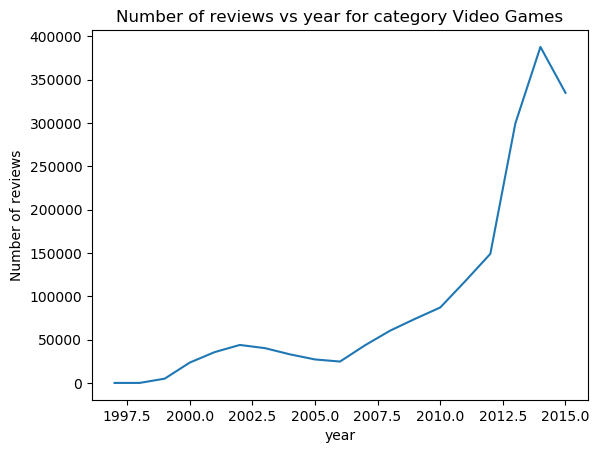 Number of reviews vs year for category Video Games
400000
350000
300000
250000
200000
150000
100000
50000
0
Number of reviews
1997.5 2000.0 2002.5 2005.0 2007.5 2010.0 2012.5 2015.0
year